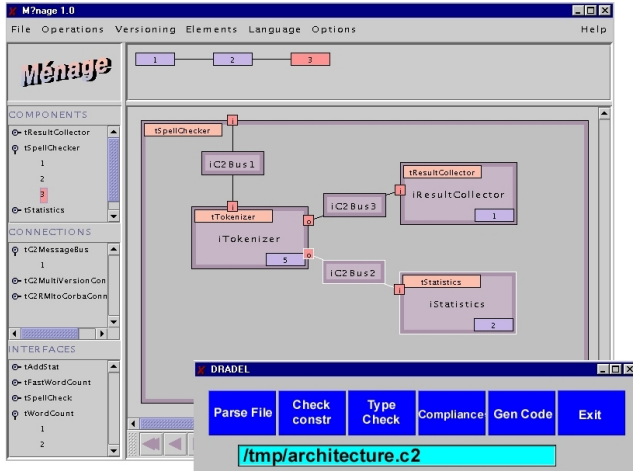 M?nage 1.0
File Operations Versioning Elements Language Options Help
Ménage
1 2 3
COMPONENTS
tResultCollector
tSpellChecker
1
2
3
tStatistics
CONNECTIONS
tC2MessageBus
1
tC2MultiVersionCon
tC2RMItoCorbaConn
INTERFACES
tAddStat
tFastWordCount
tSpellCheck
tWordCount
1
2
i
tSpellChecker
iC2Bus1
i
tTokenizer
o
iTokenizer
5
o
iC2Bus3
tResultCollector
i
iResultCollector
1
iC2Bus2
tStatistics
i
iStatistics
2
DRADEL
Parse File
Check constr
Type Check
Compliance
Gen Code
Exit
/tmp/architecture.c2